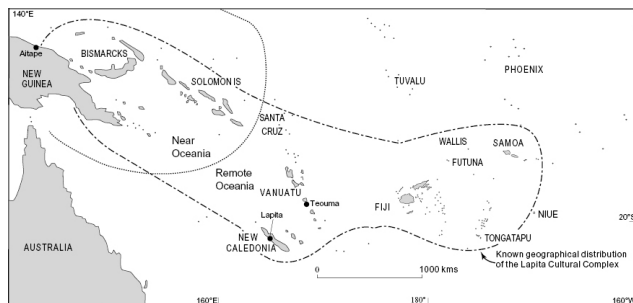 140°E
Aitape
BISMARCKS
NEW
GUINEA
SOLOMON IS
TUVALU
PHOENIX
SANTA
CRUZ
Near
Oceania
WALLIS
SAMOA
FUTUNA
Remote
Oceania
VANUATU
Teouma
FIJI
NIUE
20°S
Lapita
NEW
CALEDONIA
TONGATAPU
AUSTRALIA
Known geographical distribution
of the Lapita Cultural Complex
0
1000 kms
160°E
180°
160°W